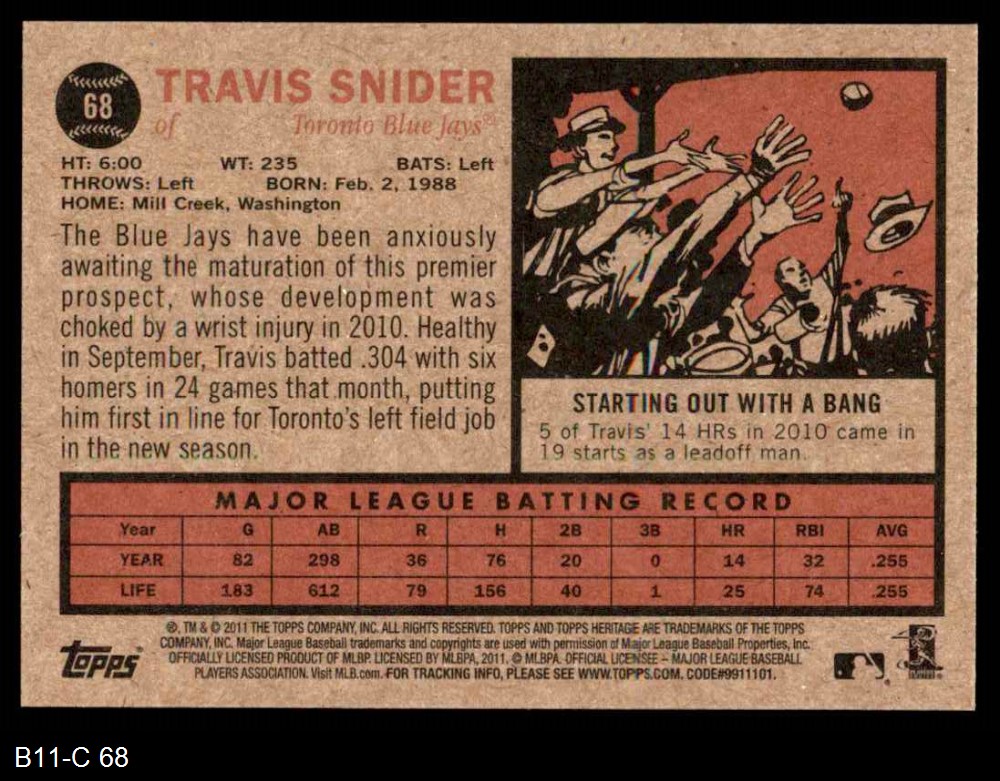 68
TRAVIS SNIDER
of Toronto Blue Jays®
HT: 6:00 WT: 235 BATS: Left
THROWS: Left BORN: Feb. 2, 1988
HOME: Mill Creek, Washington
The Blue Jays have been anxiously
awaiting the maturation of this premier
prospect, whose development was
choked by a wrist injury in 2010. Healthy
in September, Travis batted .304 with six
homers in 24 games that month, putting
him first in line for Toronto's left field job
in the new season.
STARTING OUT WITH A BANG
5 of Travis' 14 HRs in 2010 came in
19 starts as a leadoff man.
MAJOR LEAGUE BATTING RECORD
Year G AB R H 2B 3B HR RBI AVG
YEAR 82 298 36 76 20 0 14 32 .255
LIFE 183 612 79 156 40 1 25 74 .255
®, TM & © 2011 THE TOPPS COMPANY, INC. ALL RIGHTS RESERVED. TOPPS AND TOPPS HERITAGE ARE TRADEMARKS OF THE TOPPS
COMPANY, INC. Major League Baseball trademarks and copyrights are used with permission of Major League Baseball Properties, Inc.
OFFICIALLY LICENSED PRODUCT OF MLBP. LICENSED BY MLBPA, 2011. © MLBPA. OFFICIAL LICENSEE – MAJOR LEAGUE BASEBALL
PLAYERS ASSOCIATION. Visit MLB.com. FOR TRACKING INFO, PLEASE SEE WWW.TOPPS.COM. CODE#9911101.
topps
B11-C 68